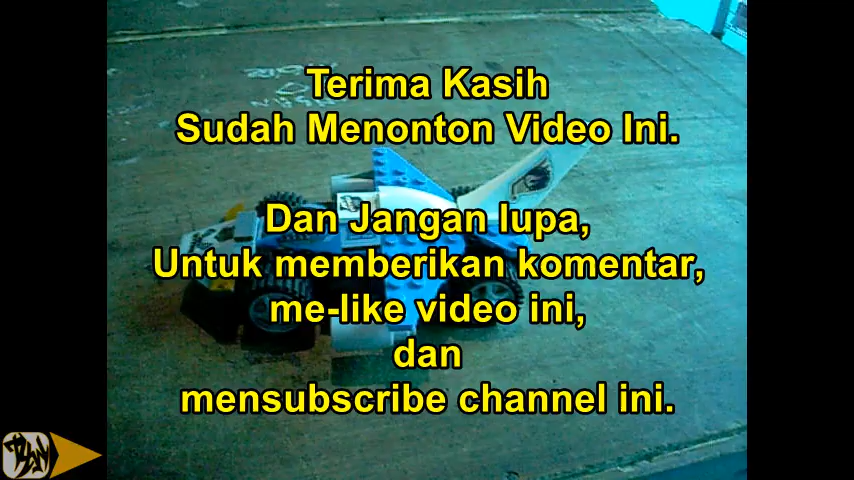 Terima Kasih
Sudah Menonton Video Ini.
Dan Jangan lupa,
Untuk memberikan komentar,
me-like video ini,
dan
mensubscribe channel ini.